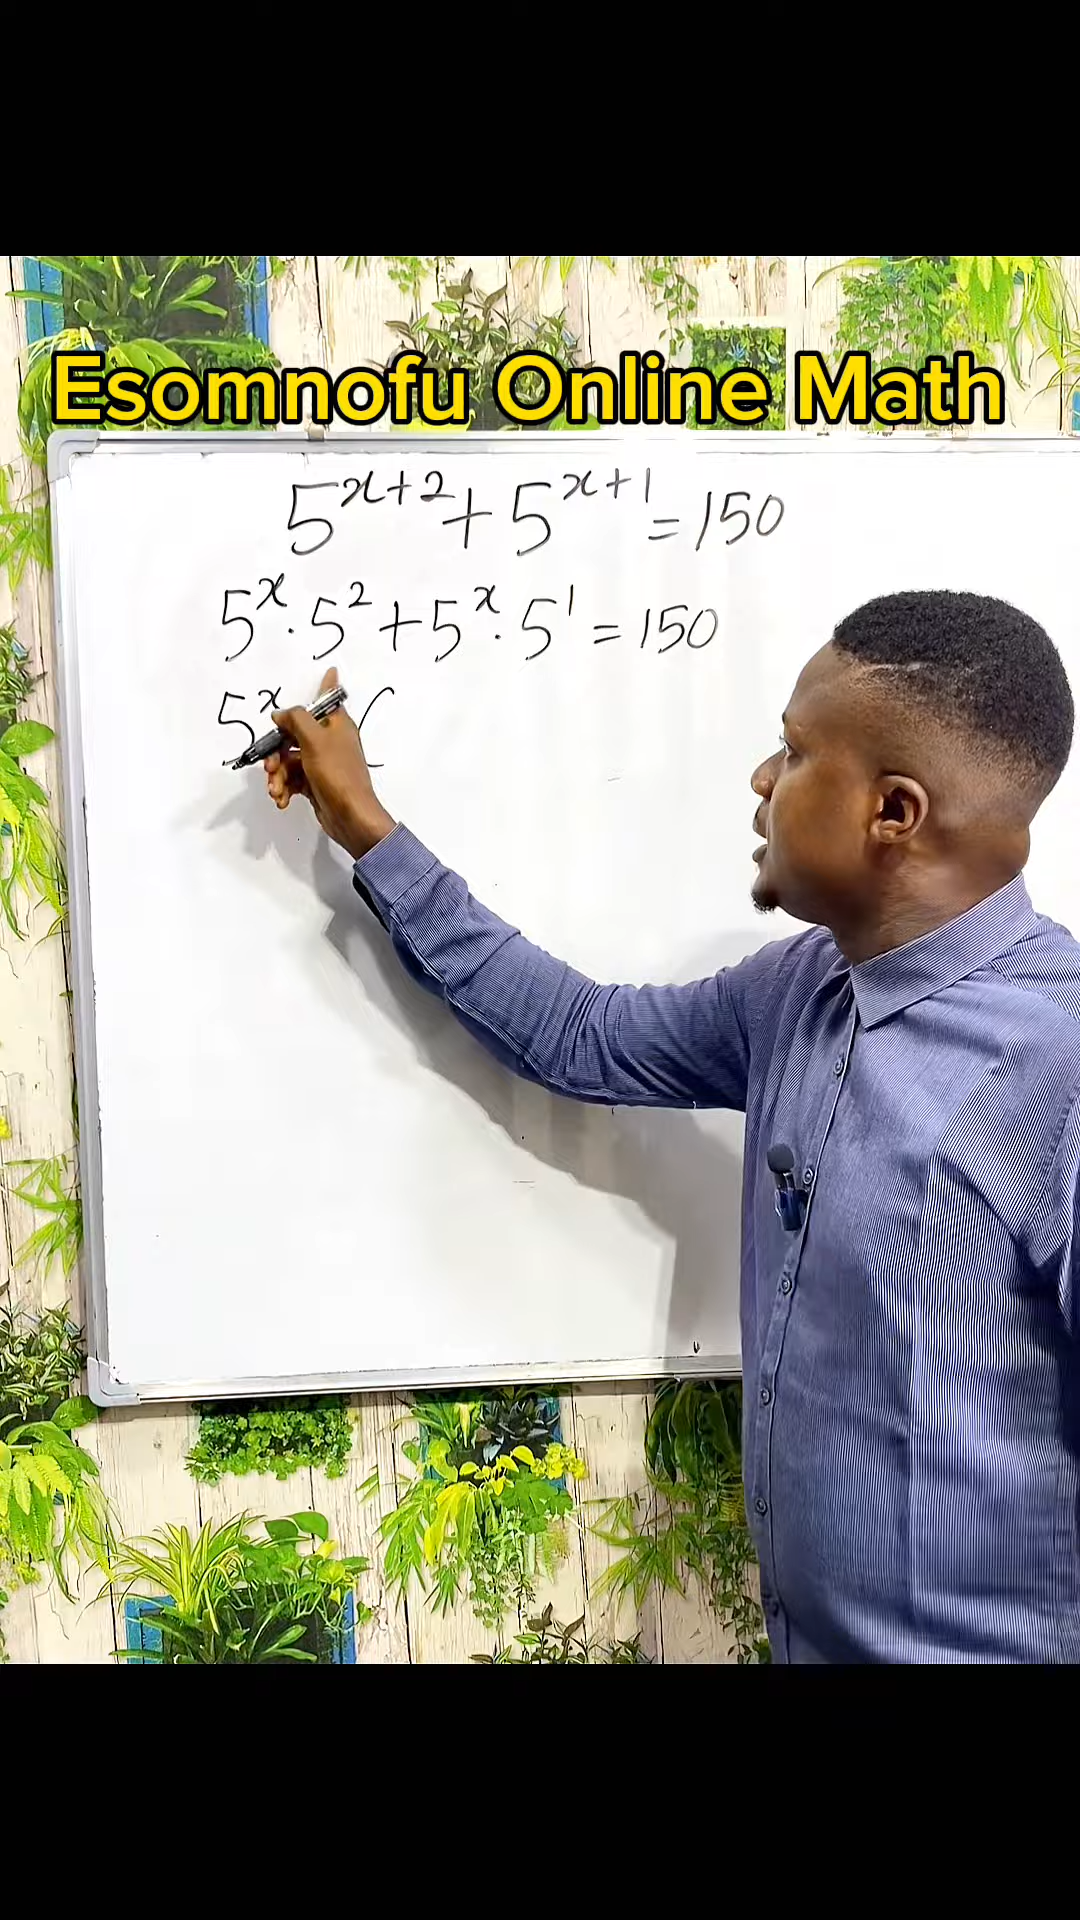 Esomnofu Online Math
5^{x+2} + 5^{x+1} = 150
5^x · 5^2 + 5^x · 5^1 = 150
5^x (